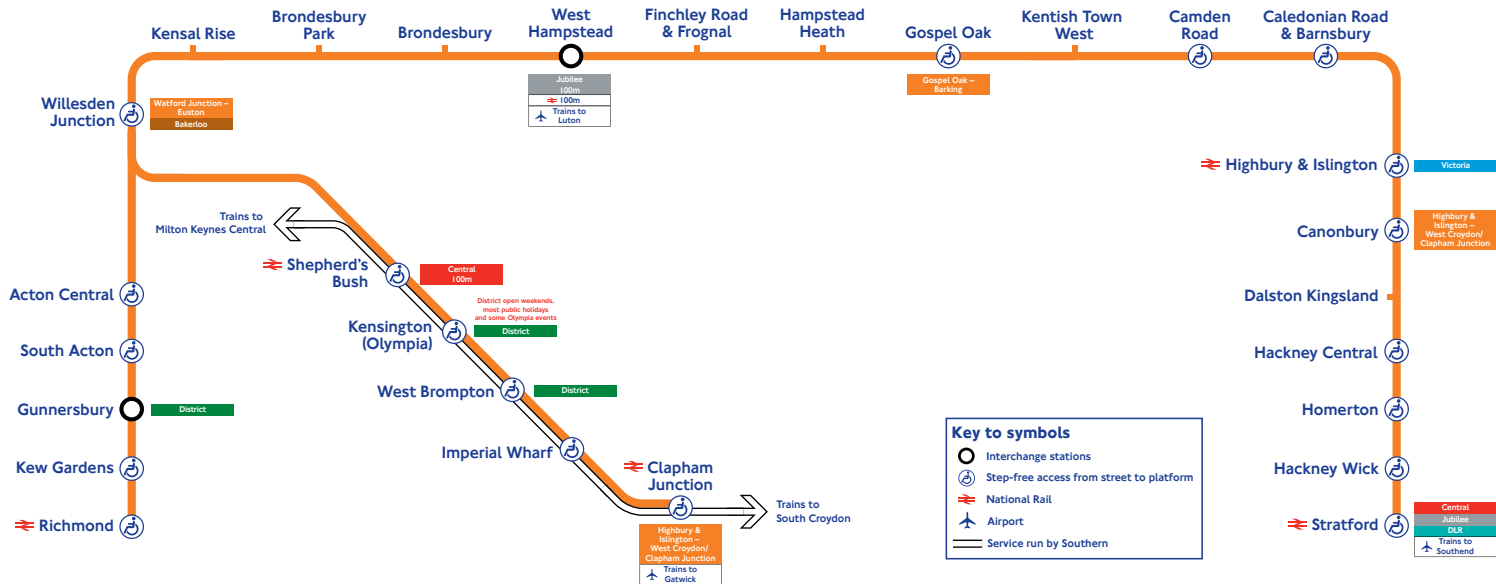 Kensal Rise
Brondesbury
Park
Brondesbury
West
Hampstead
Jubilee
100m
100m
Trains to
Luton
Finchley Road
& Frognal
Hampstead
Heath
Gospel Oak
Gospel Oak –
Barking
Kentish Town
West
Camden
Road
Caledonian Road
& Barnsbury
Willesden
Junction
Watford Junction –
Euston
Bakerloo
Highbury & Islington
Victoria
Canonbury
Highbury &
Islington –
West Croydon/
Clapham Junction
Dalston Kingsland
Hackney Central
Homerton
Hackney Wick
Stratford
Central
Jubilee
DLR
Trains to
Southend
Trains to
Milton Keynes Central
Shepherd's
Bush
Central
100m
Kensington
(Olympia)
District open weekends,
most public holidays
and some Olympia events
District
West Brompton
District
Imperial Wharf
Clapham
Junction
Highbury &
Islington –
West Croydon/
Clapham Junction
Trains to
Gatwick
Trains to
South Croydon
Acton Central
South Acton
Gunnersbury
District
Kew Gardens
Richmond
Key to symbols
Interchange stations
Step-free access from street to platform
National Rail
Airport
Service run by Southern